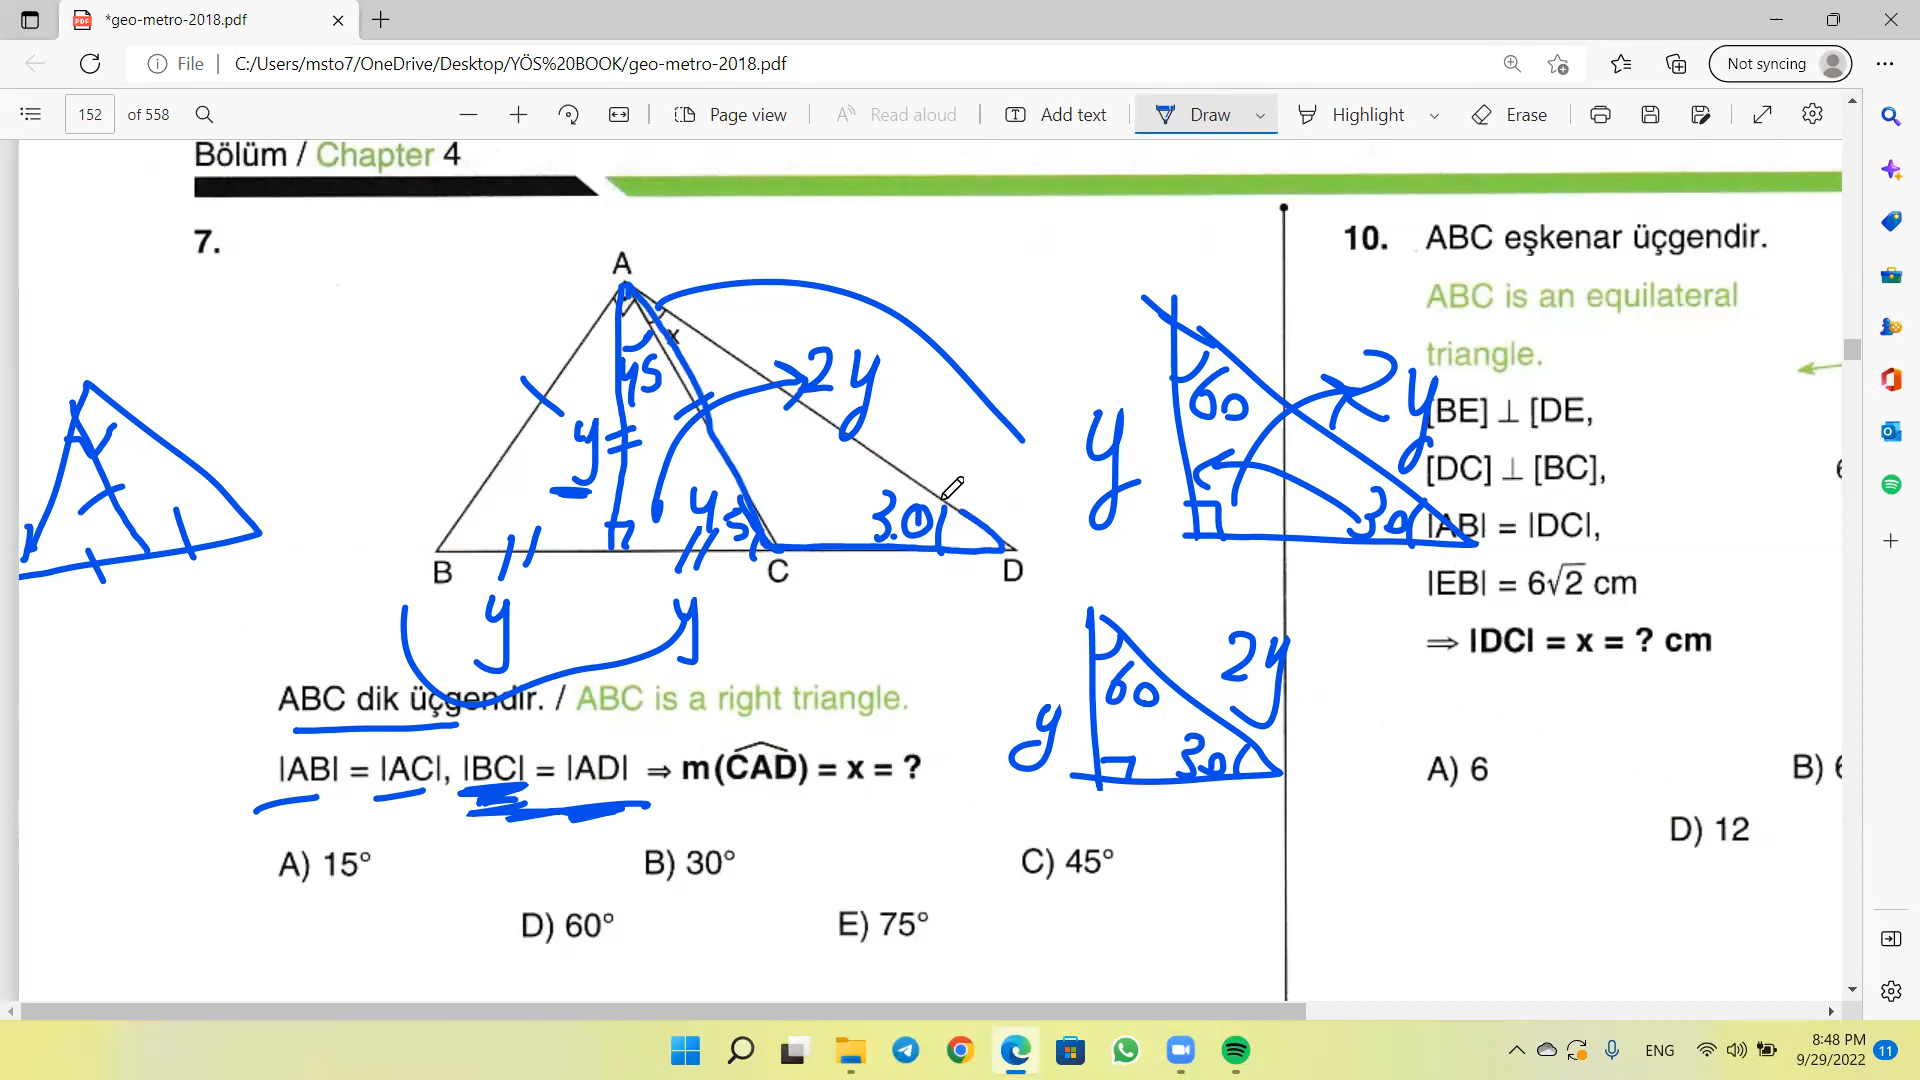 *geo-metro-2018.pdf
File
C:/Users/msto7/OneDrive/Desktop/YÖS%20BOOK/geo-metro-2018.pdf
Not syncing
152 of 558
Page view
Read aloud
Add text
Draw
Highlight
Erase
Bölüm / Chapter 4
7.
A
x
45
y
2y
45
30
B
C
D
y
y
ABC dik üçgendir. / ABC is a right triangle.
|AB| = |AC|, |BC| = |AD| ⇒ m(CAD) = x = ?
A) 15°
B) 30°
C) 45°
D) 60°
E) 75°
60
y
2y
30
60
2y
y
30
10. ABC eşkenar üçgendir.
ABC is an equilateral
triangle.
[BE] ⊥ [DE,
[DC] ⊥ [BC],
|AB| = |DC|,
|EB| = 6√2 cm
⇒ |DC| = x = ? cm
A) 6
B)
D) 12
ENG
8:48 PM
9/29/2022
11